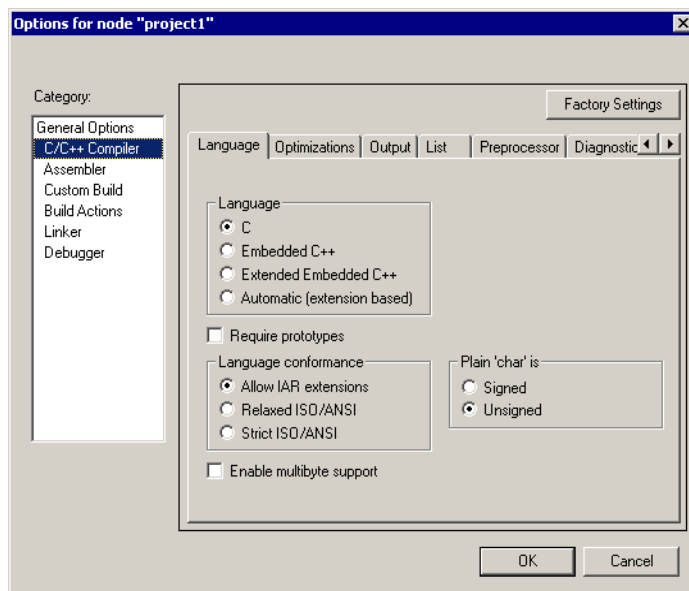 Options for node "project1"
Category:
General Options
C/C++ Compiler
Assembler
Custom Build
Build Actions
Linker
Debugger
Factory Settings
Language Optimizations Output List Preprocessor Diagnostic
Language
C
Embedded C++
Extended Embedded C++
Automatic (extension based)
Require prototypes
Language conformance
Allow IAR extensions
Relaxed ISO/ANSI
Strict ISO/ANSI
Plain 'char' is
Signed
Unsigned
Enable multibyte support
OK Cancel